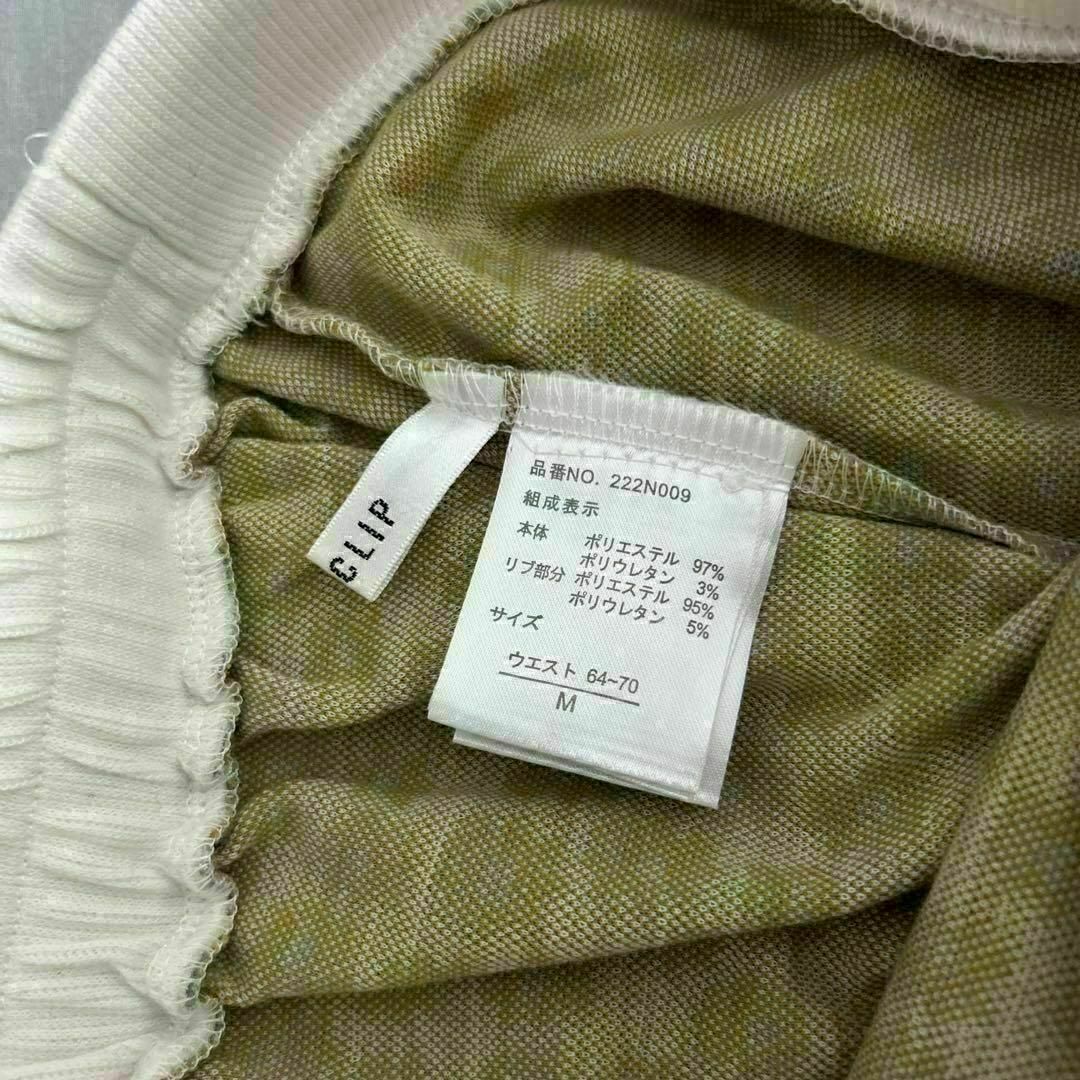 CLIP
品番NO. 222N009
組成表示
本体 ポリエステル 97%
ポリウレタン 3%
リブ部分 ポリエステル 95%
ポリウレタン 5%
サイズ
ウエスト 64~70
M